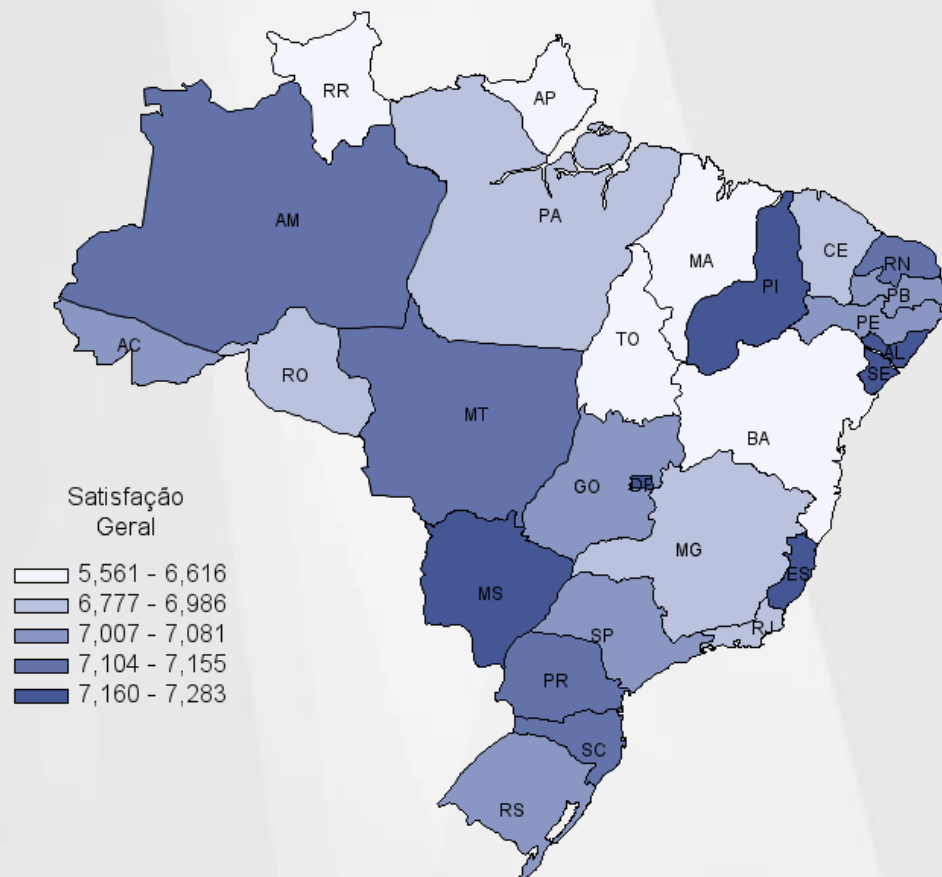 RR
AP
AM
PA
MA
CE
RN
PI
PB
PE
AC
TO
AL
SE
RO
MT
BA
GO
DF
MG
MS
ES
RJ
SP
PR
SC
RS
Satisfação
Geral
5,561 - 6,616
6,777 - 6,986
7,007 - 7,081
7,104 - 7,155
7,160 - 7,283